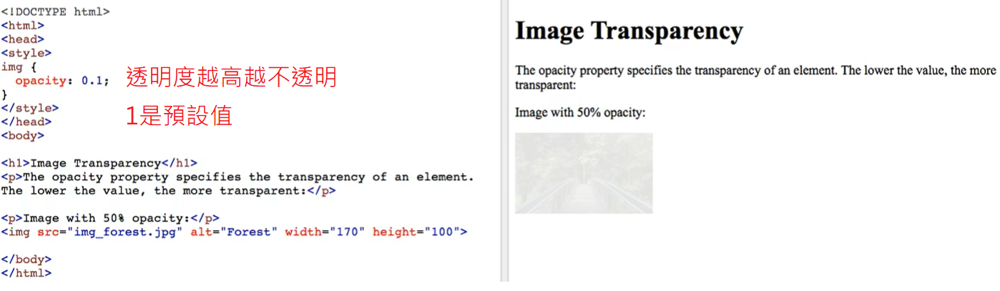 <!DOCTYPE html>
<html>
<head>
<style>
img {
  opacity: 0.1;
透明度越高越不透明
}
1是預設值
</style>
</head>
<body>
<h1>Image Transparency</h1>
<p>The opacity property specifies the transparency of an element.
The lower the value, the more transparent:</p>
<p>Image with 50% opacity:</p>
<img src="img_forest.jpg" alt="Forest" width="170" height="100">
</body>
</html>
Image Transparency
The opacity property specifies the transparency of an element. The lower the value, the more
transparent:
Image with 50% opacity: